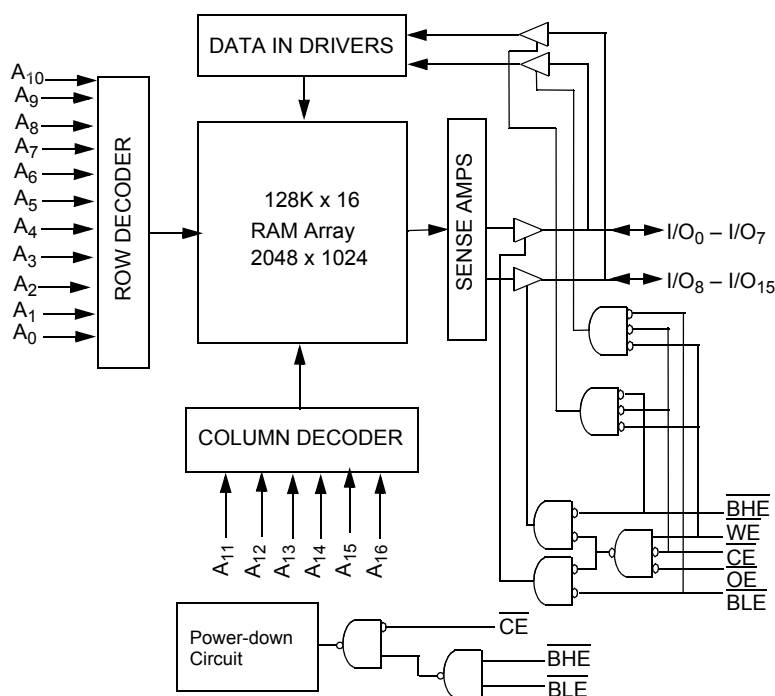 DATA IN DRIVERS
A10
A9
A8
A7
A6
A5
A4
A3
A2
A1
A0
ROW DECODER
128K x 16
RAM Array
2048 x 1024
SENSE AMPS
I/O0 – I/O7
I/O8 – I/O15
COLUMN DECODER
A11
A12
A13
A14
A15
A16
BHE
WE
CE
OE
BLE
Power-down
Circuit
CE
BHE
BLE